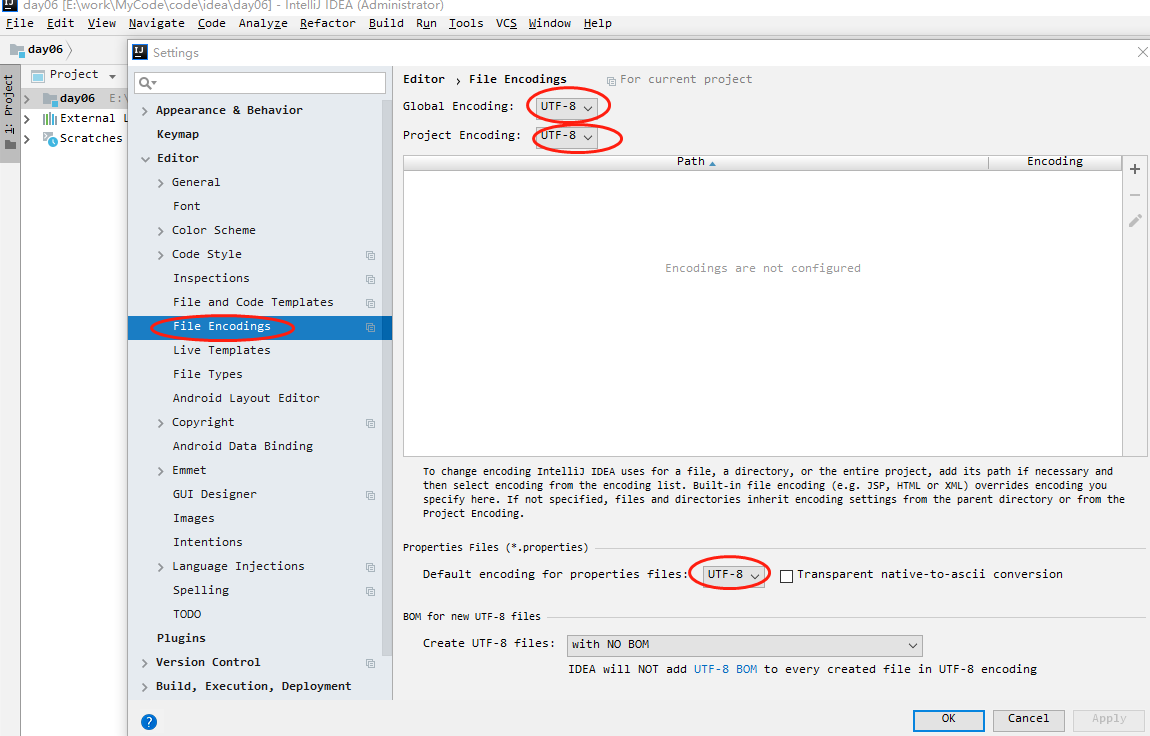 day06 [E:\work\MyCode\code\idea\day06] - IntelliJ IDEA (Administrator)
File Edit View Navigate Code Analyze Refactor Build Run Tools VCS Window Help
day06
Settings
1: Project
Project
day06 E:\
External L
Scratches
Appearance & Behavior
Keymap
Editor
General
Font
Color Scheme
Code Style
Inspections
File and Code Templates
File Encodings
Live Templates
File Types
Android Layout Editor
Copyright
Android Data Binding
Emmet
GUI Designer
Images
Intentions
Language Injections
Spelling
TODO
Plugins
Version Control
Build, Execution, Deployment
Editor › File Encodings For current project
Global Encoding: UTF-8
Project Encoding: UTF-8
Path Encoding
Encodings are not configured
To change encoding IntelliJ IDEA uses for a file, a directory, or the entire project, add its path if necessary and
then select encoding from the encoding list. Built-in file encoding (e.g. JSP, HTML or XML) overrides encoding you
specify here. If not specified, files and directories inherit encoding settings from the parent directory or from the
Project Encoding.
Properties Files (*.properties)
Default encoding for properties files: UTF-8 Transparent native-to-ascii conversion
BOM for new UTF-8 files
Create UTF-8 files: with NO BOM
IDEA will NOT add UTF-8 BOM to every created file in UTF-8 encoding
?
OK Cancel Apply